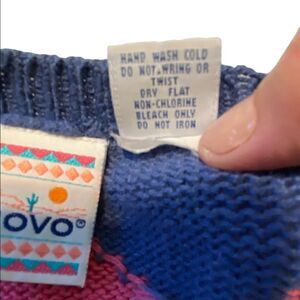 HAND WASH COLD
DO NOT WRING OR
TWIST
DRY FLAT
NON-CHLORINE
BLEACH ONLY
DO NOT IRON
OVO®